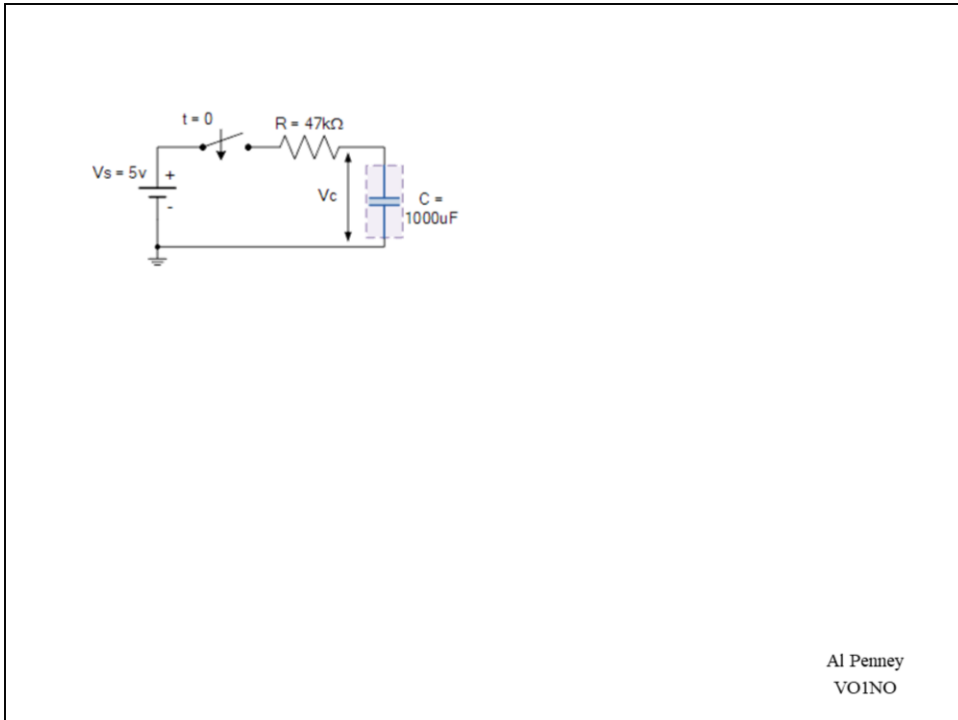 t = 0
R = 47kΩ
Vs = 5v
+
-
Vc
C =
1000uF
Al Penney
VO1NO